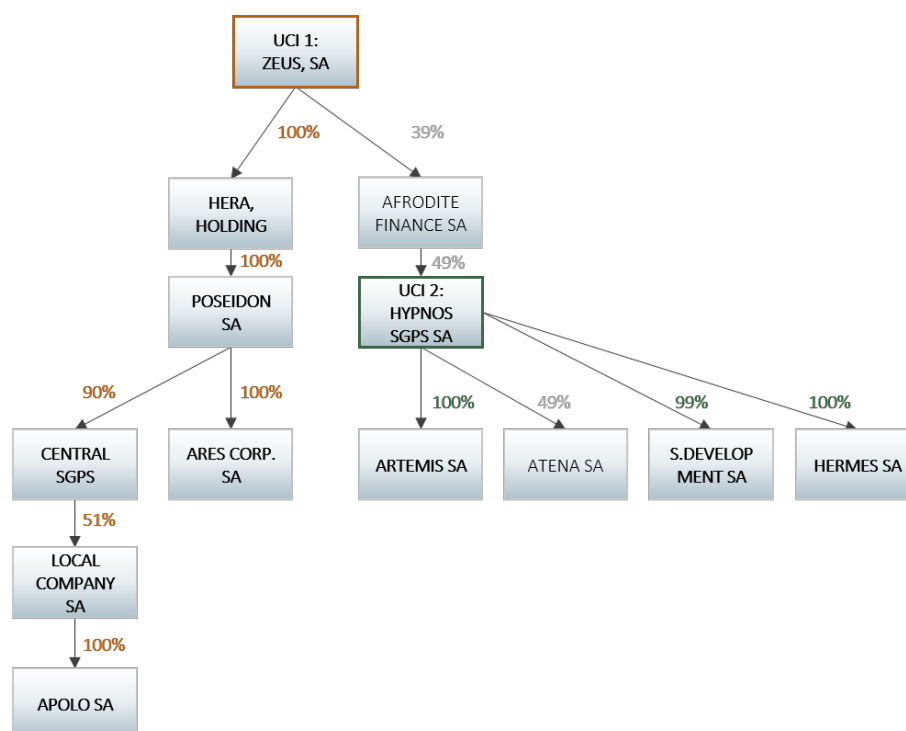 UCI 1:
ZEUS, SA
100%
39%
HERA,
HOLDING
AFRODITE
FINANCE SA
100%
49%
POSEIDON
SA
UCI 2:
HYPNOS
SGPS SA
90%
100%
100%
49%
99%
100%
CENTRAL
SGPS
ARES CORP.
SA
ARTEMIS SA
ATENA SA
S.DEVELOP
MENT SA
HERMES SA
51%
LOCAL
COMPANY
SA
100%
APOLO SA